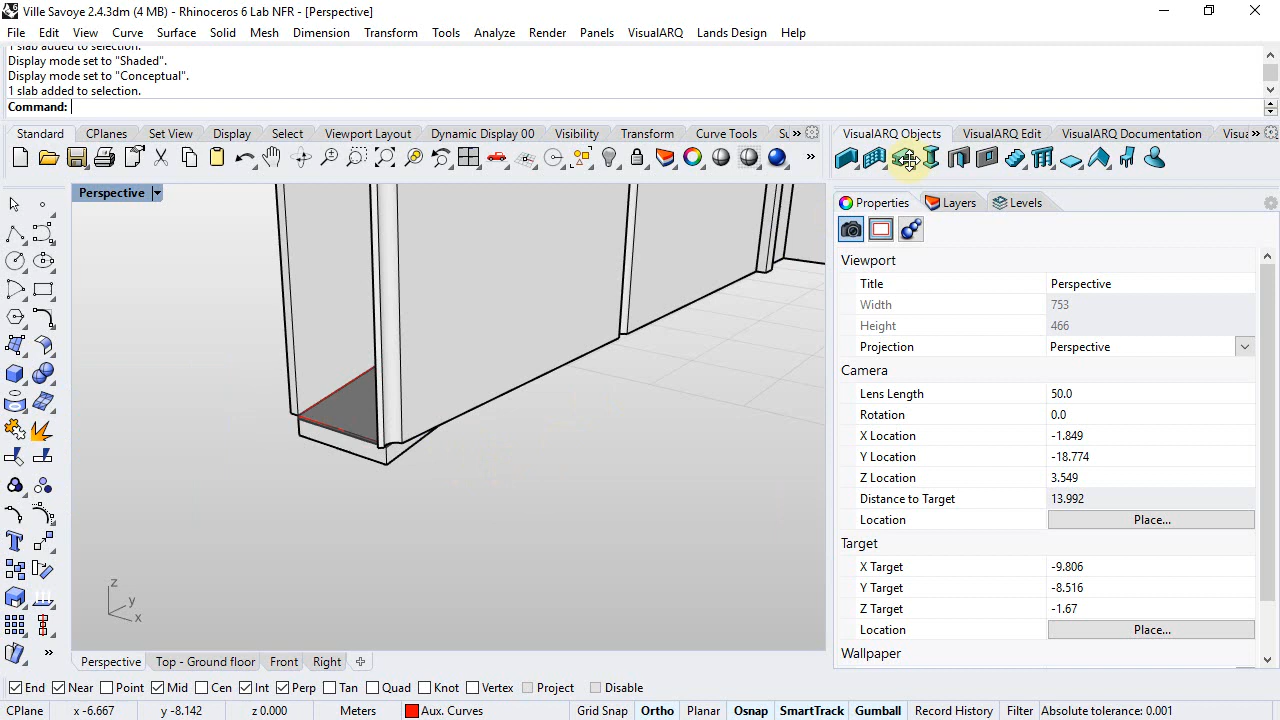 Ville Savoye 2.4.3dm (4 MB) - Rhinoceros 6 Lab NFR - [Perspective]
File Edit View Curve Surface Solid Mesh Dimension Transform Tools Analyze Render Panels VisualARQ Lands Design Help
1 slab added to selection.
Display mode set to "Shaded".
Display mode set to "Conceptual".
1 slab added to selection.
Command:
Standard CPlanes Set View Display Select Viewport Layout Dynamic Display 00 Visibility Transform Curve Tools Su » VisualARQ Objects VisualARQ Edit VisualARQ Documentation Visua »
»
Perspective
Properties Layers Levels
Viewport
Title Perspective
Width 753
Height 466
Projection Perspective
Camera
Lens Length 50.0
Rotation 0.0
X Location -1.849
Y Location -18.774
Z Location 3.549
Distance to Target 13.992
Location Place...
Target
X Target -9.806
Y Target -8.516
Z Target -1.67
Location Place...
Wallpaper
z
y
x
»
Perspective Top - Ground floor Front Right
End Near Point Mid Cen Int Perp Tan Quad Knot Vertex Project Disable
CPlane x -6.667 y -8.142 z 0.000 Meters Aux. Curves Grid Snap Ortho Planar Osnap SmartTrack Gumball Record History Filter Absolute tolerance: 0.001